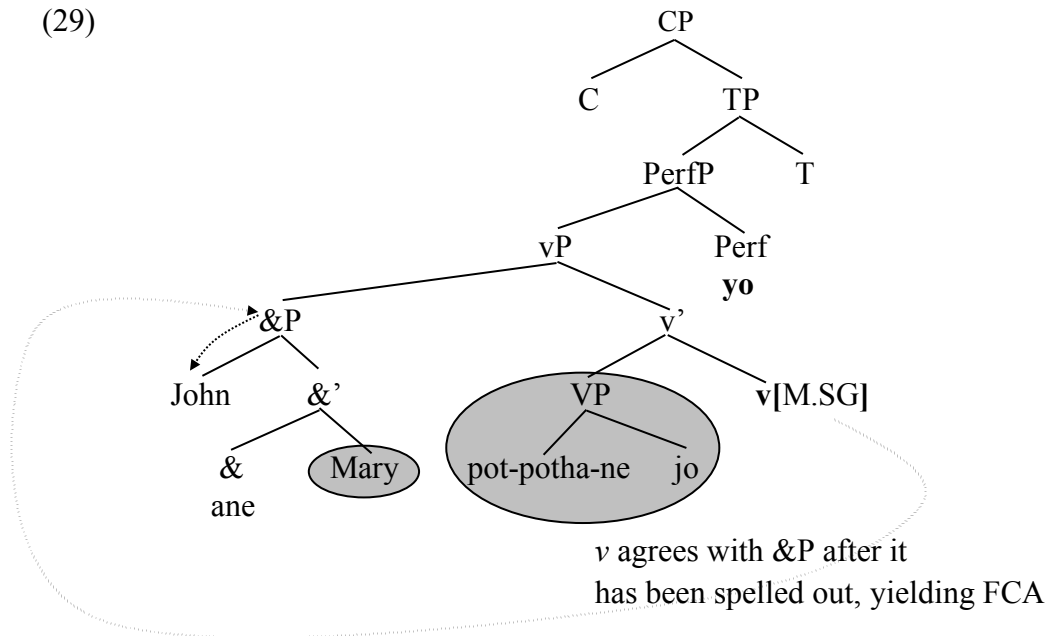 (29)
CP
C TP
PerfP T
vP Perf
yo
&P v’
John &’ VP v[M.SG]
& Mary pot-potha-ne jo
ane
v agrees with &P after it
has been spelled out, yielding FCA